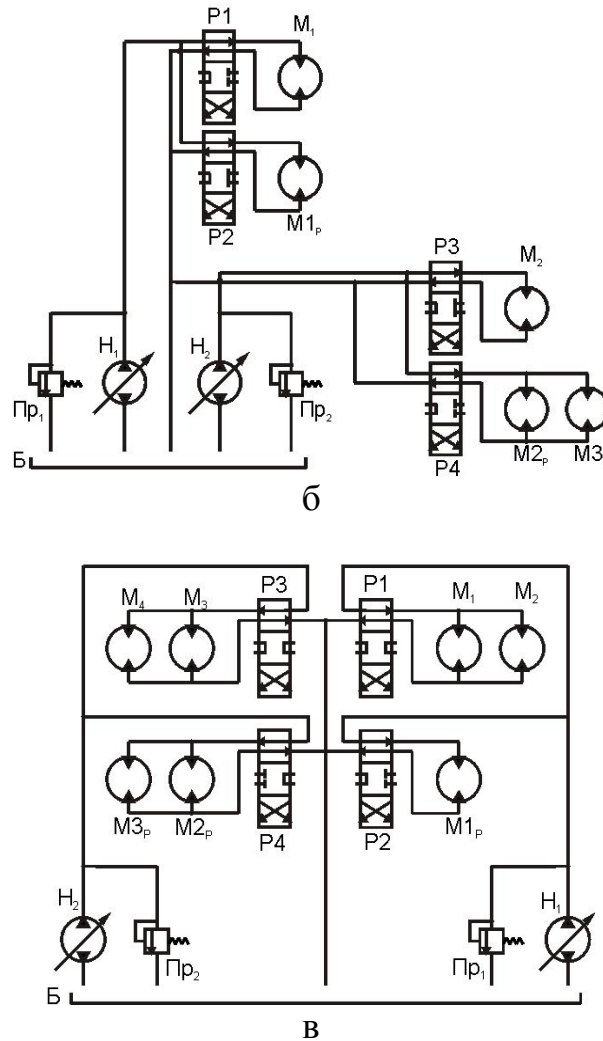 Р1 М₁
Р2 М1р
Р3 М₂
Н₁ Н₂
Пр₁ Пр₂
Р4 М2р М3
Б
б
М₄ М₃ Р3 Р1 М₁ М₂
М3р М2р Р4 Р2 М1р
Н₂ Н₁
Пр₂ Пр₁
Б
в